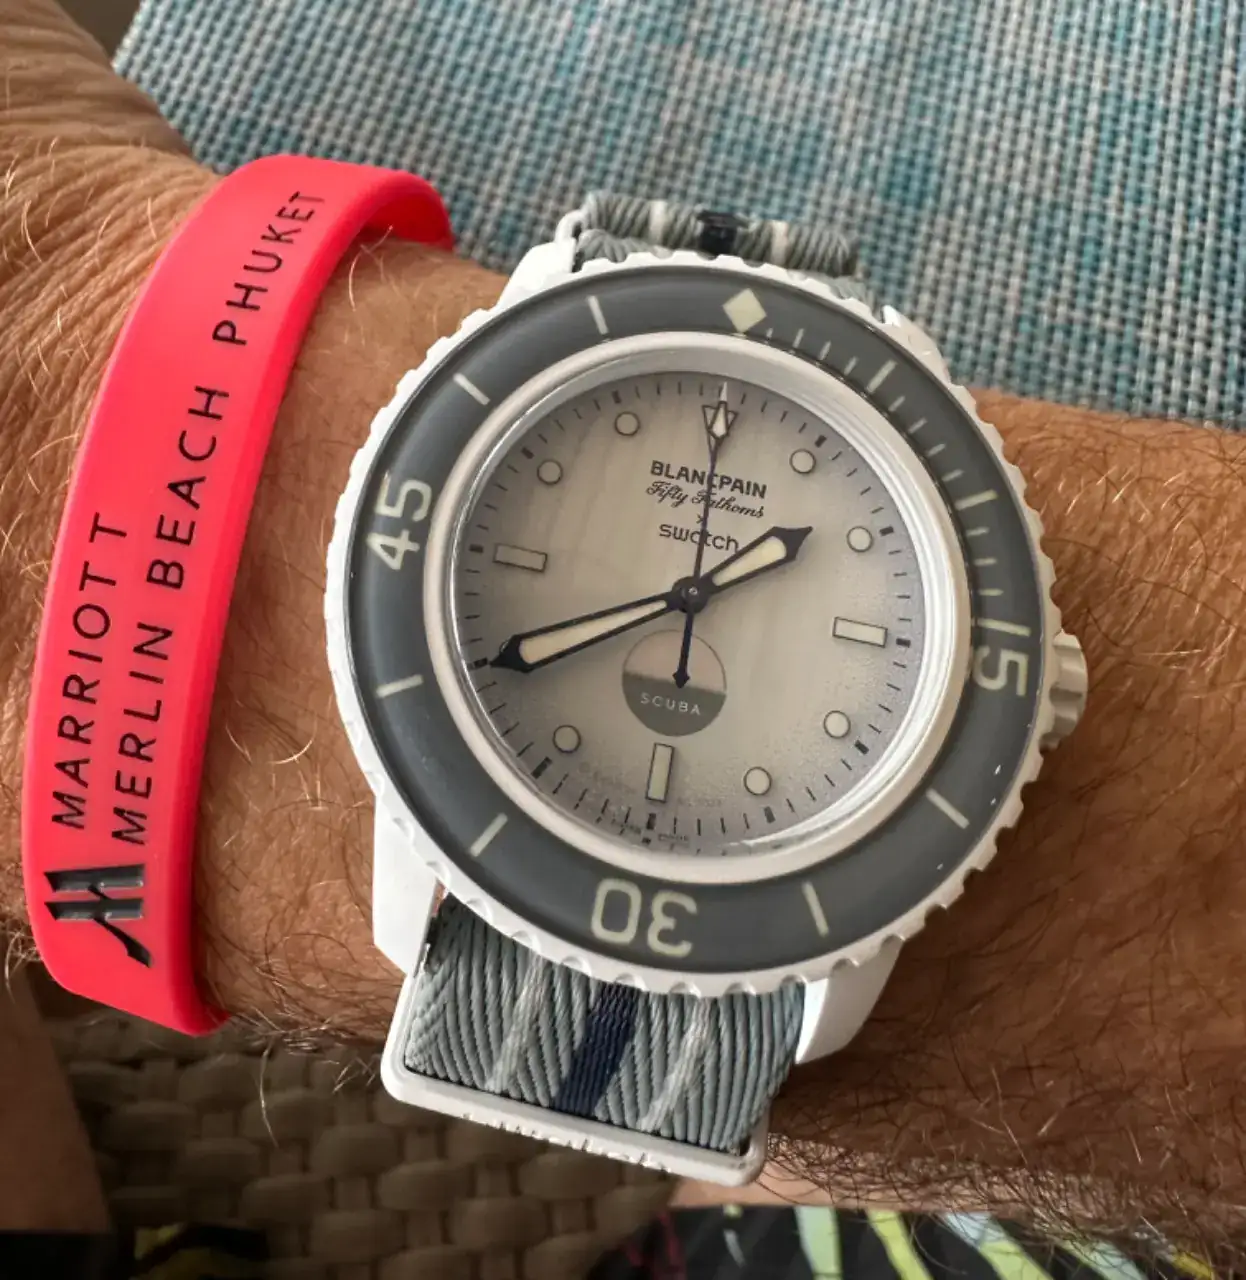 MARRIOTT
MERLIN BEACH PHUKET
BLANCPAIN
Fifty Fathoms
x
swatch
SCUBA
15
30
45